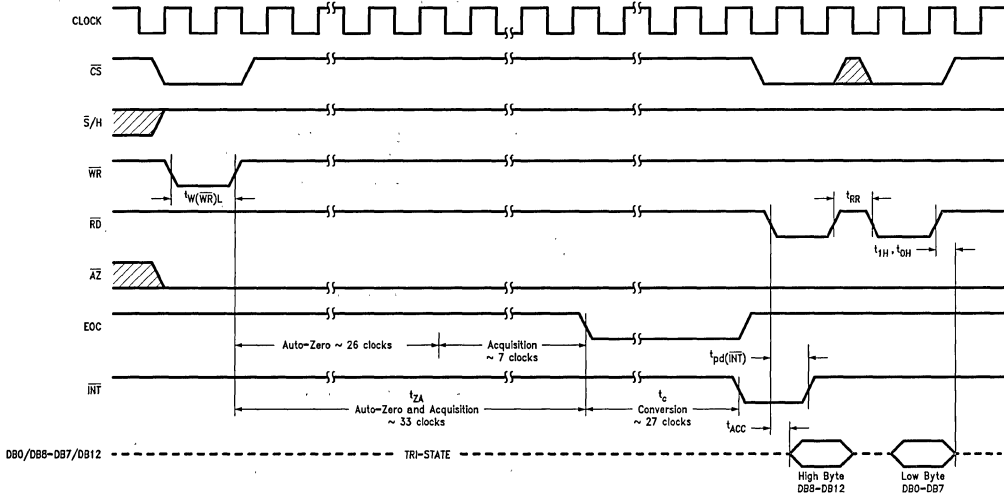 CLOCK
CS
S/H
WR
tW(WR)L
RD
tRR
t1H, t0H
AZ
EOC
Auto-Zero ~ 26 clocks
Acquisition
~ 7 clocks
tpd(INT)
INT
tZA
Auto-Zero and Acquisition
~ 33 clocks
tc
Conversion
~ 27 clocks
tACC
DB0/DB8-DB7/DB12
TRI-STATE
High Byte
DB8-DB12
Low Byte
DB0-DB7